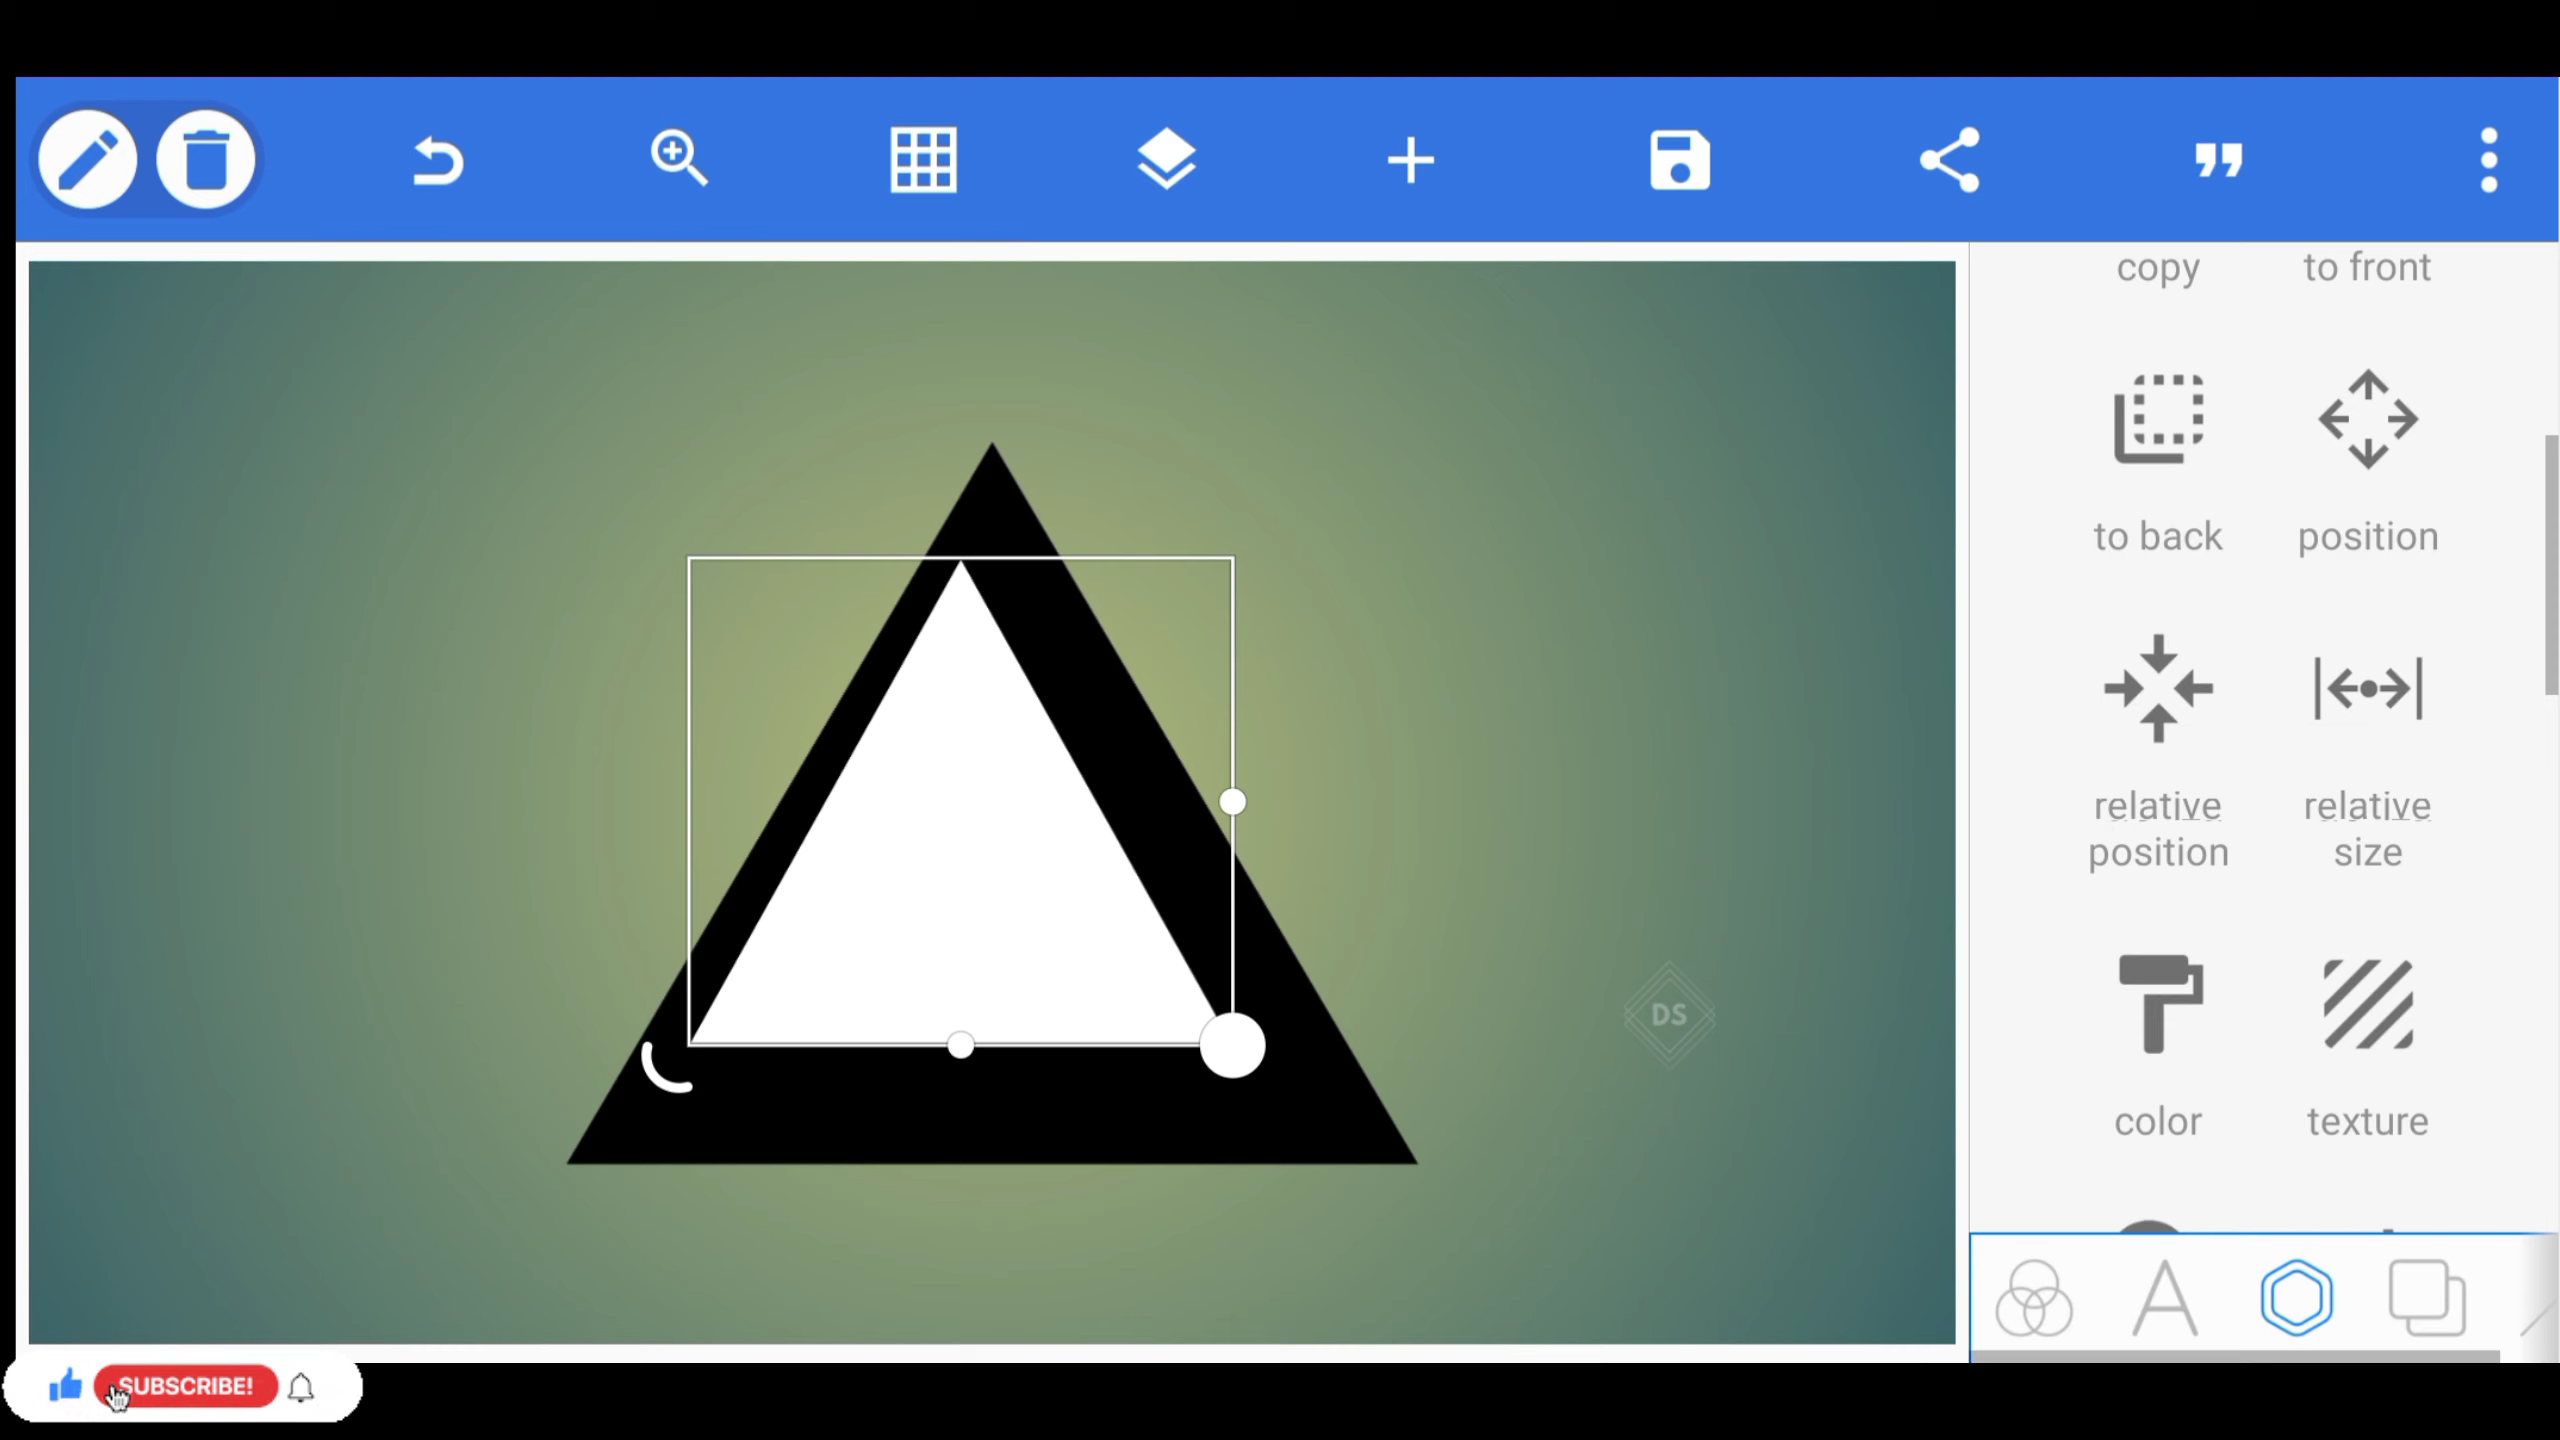 copy to front
to back position
relative position relative size
color texture
DS
SUBSCRIBE!